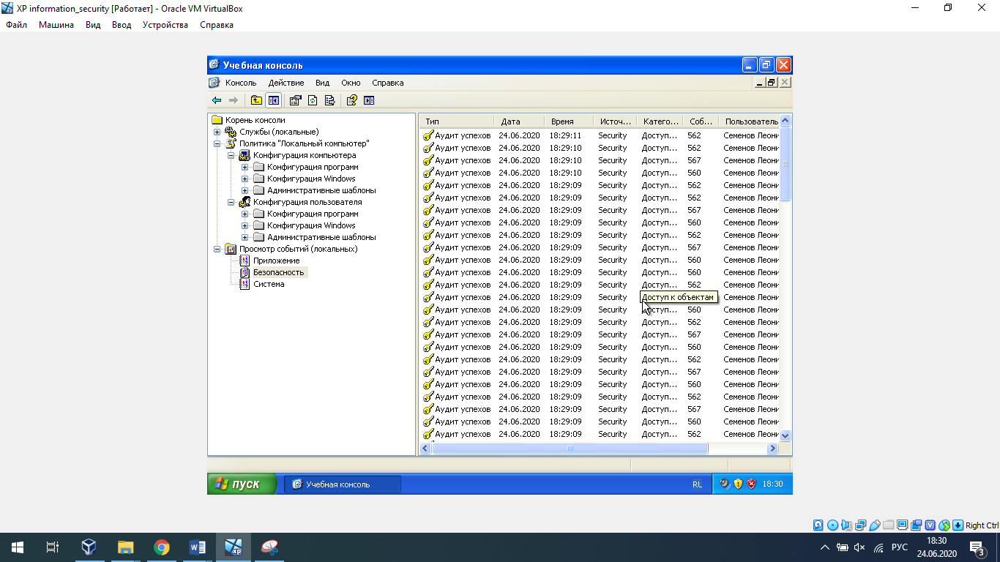 XP information_security [Работает] - Oracle VM VirtualBox
Файл Машина Вид Ввод Устройства Справка
Учебная консоль
Консоль Действие Вид Окно Справка
Корень консоли
Службы (локальные)
Политика "Локальный компьютер"
Конфигурация компьютера
Конфигурация программ
Конфигурация Windows
Административные шаблоны
Конфигурация пользователя
Конфигурация программ
Конфигурация Windows
Административные шаблоны
Просмотр событий (локальных)
Приложение
Безопасность
Система
Тип Дата Время Источ... Катего... Соб... Пользователь
Аудит успехов 24.06.2020 18:29:11 Security Доступ... 562 Семенов Леони
Аудит успехов 24.06.2020 18:29:10 Security Доступ... 562 Семенов Леони
Аудит успехов 24.06.2020 18:29:10 Security Доступ... 567 Семенов Леони
Аудит успехов 24.06.2020 18:29:10 Security Доступ... 560 Семенов Леони
Аудит успехов 24.06.2020 18:29:09 Security Доступ... 562 Семенов Леони
Аудит успехов 24.06.2020 18:29:09 Security Доступ... 562 Семенов Леони
Аудит успехов 24.06.2020 18:29:09 Security Доступ... 567 Семенов Леони
Аудит успехов 24.06.2020 18:29:09 Security Доступ... 560 Семенов Леони
Аудит успехов 24.06.2020 18:29:09 Security Доступ... 562 Семенов Леони
Аудит успехов 24.06.2020 18:29:09 Security Доступ... 567 Семенов Леони
Аудит успехов 24.06.2020 18:29:09 Security Доступ... 560 Семенов Леони
Аудит успехов 24.06.2020 18:29:09 Security Доступ... 560 Семенов Леони
Аудит успехов 24.06.2020 18:29:09 Security Доступ... 562 Семенов Леони
Аудит успехов 24.06.2020 18:29:09 Security Доступ к объектам Семенов Леони
Аудит успехов 24.06.2020 18:29:09 Security Доступ... 560 Семенов Леони
Аудит успехов 24.06.2020 18:29:09 Security Доступ... 562 Семенов Леони
Аудит успехов 24.06.2020 18:29:09 Security Доступ... 567 Семенов Леони
Аудит успехов 24.06.2020 18:29:09 Security Доступ... 560 Семенов Леони
Аудит успехов 24.06.2020 18:29:09 Security Доступ... 562 Семенов Леони
Аудит успехов 24.06.2020 18:29:09 Security Доступ... 567 Семенов Леони
Аудит успехов 24.06.2020 18:29:09 Security Доступ... 560 Семенов Леони
Аудит успехов 24.06.2020 18:29:09 Security Доступ... 562 Семенов Леони
Аудит успехов 24.06.2020 18:29:09 Security Доступ... 567 Семенов Леони
Аудит успехов 24.06.2020 18:29:09 Security Доступ... 560 Семенов Леони
Аудит успехов 24.06.2020 18:29:09 Security Доступ... 562 Семенов Леони
пуск Учебная консоль RL 18:30
Right Ctrl
РУС 18:30
24.06.2020 3